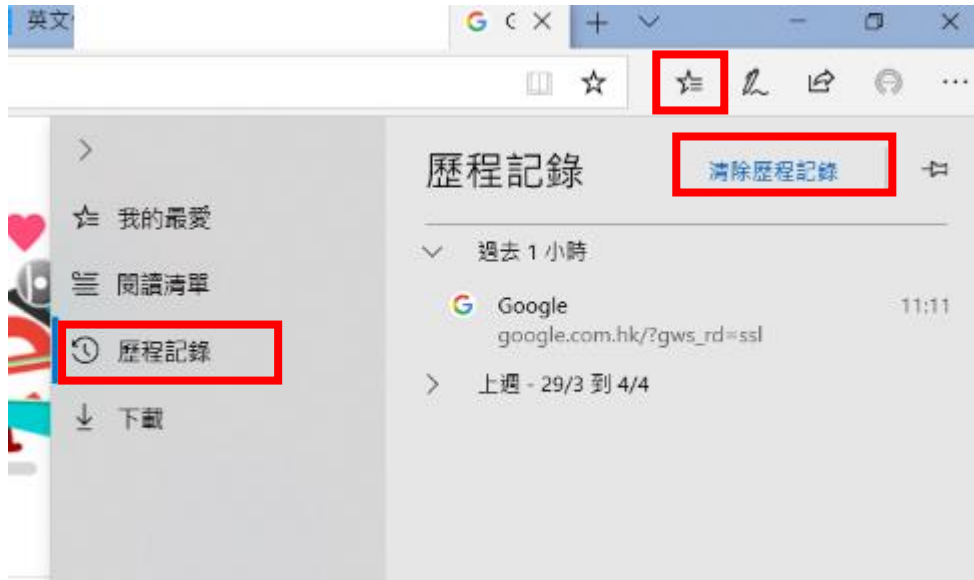 英文
歷程記錄
清除歷程記錄
我的最愛
閱讀清單
歷程記錄
下載
過去 1 小時
Google
11:11
google.com.hk/?gws_rd=ssl
上週 - 29/3 到 4/4